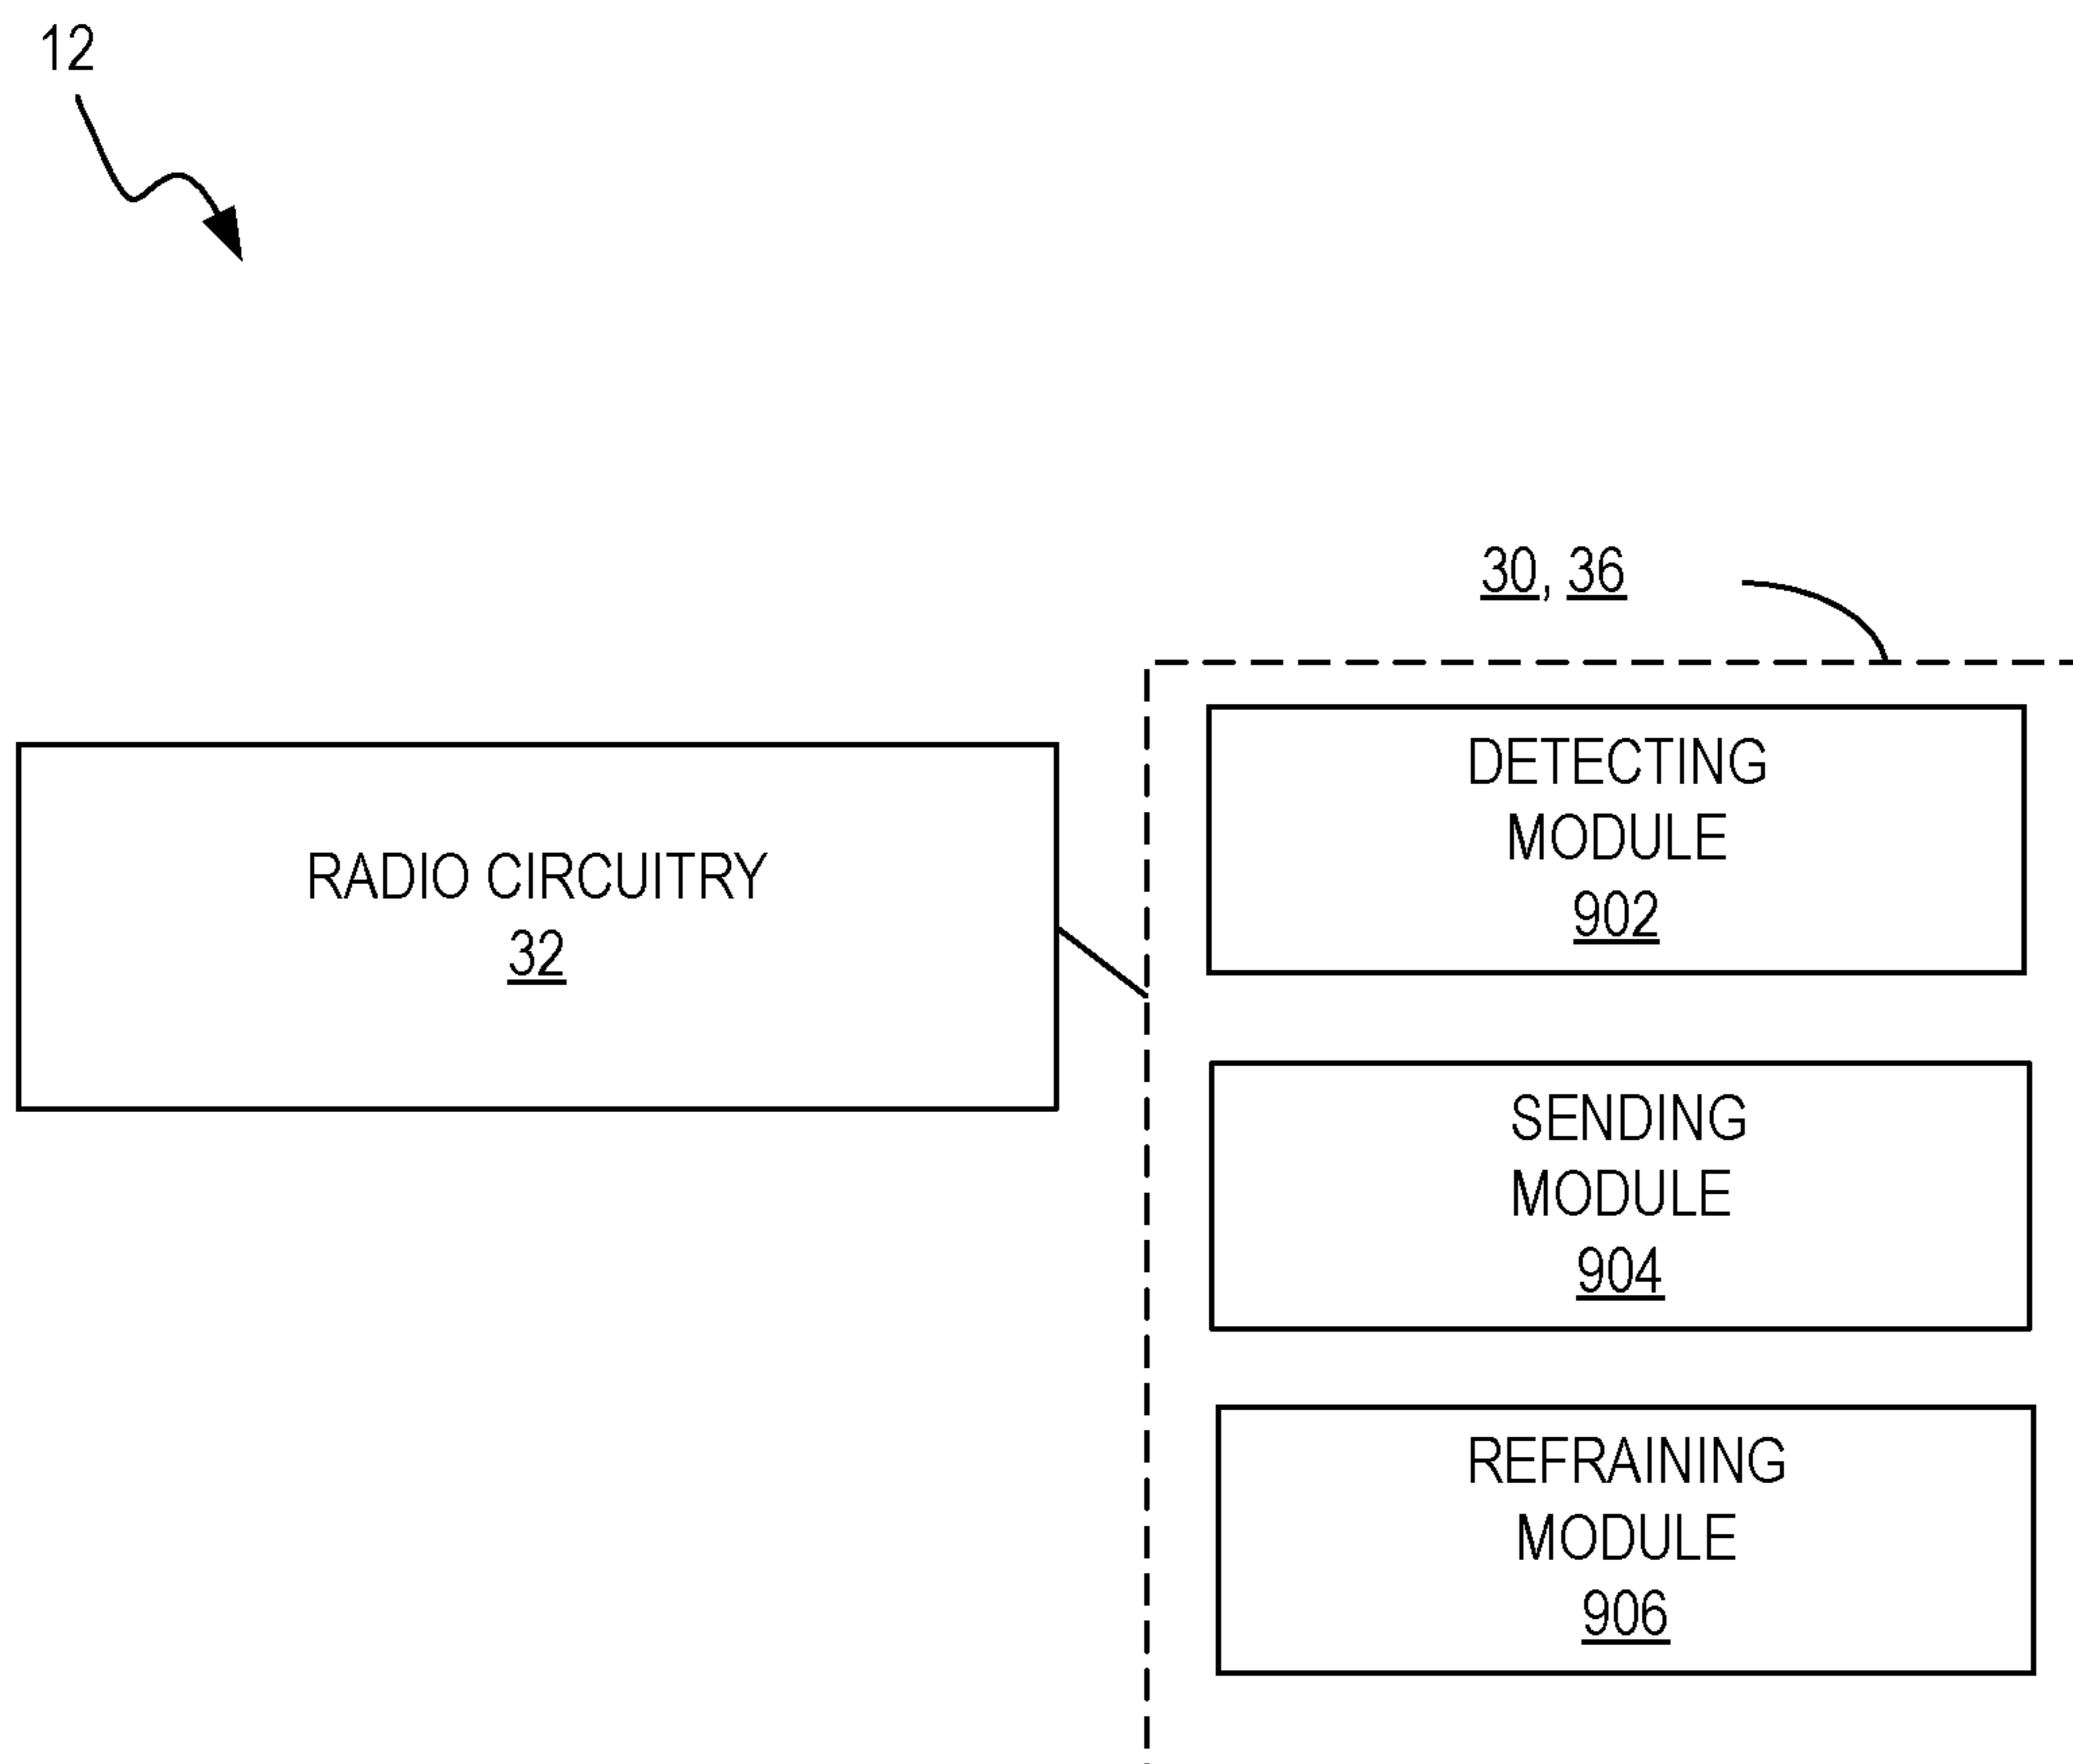 12
30, 36
RADIO CIRCUITRY
32
DETECTING
MODULE
902
SENDING
MODULE
904
REFRAINING
MODULE
906